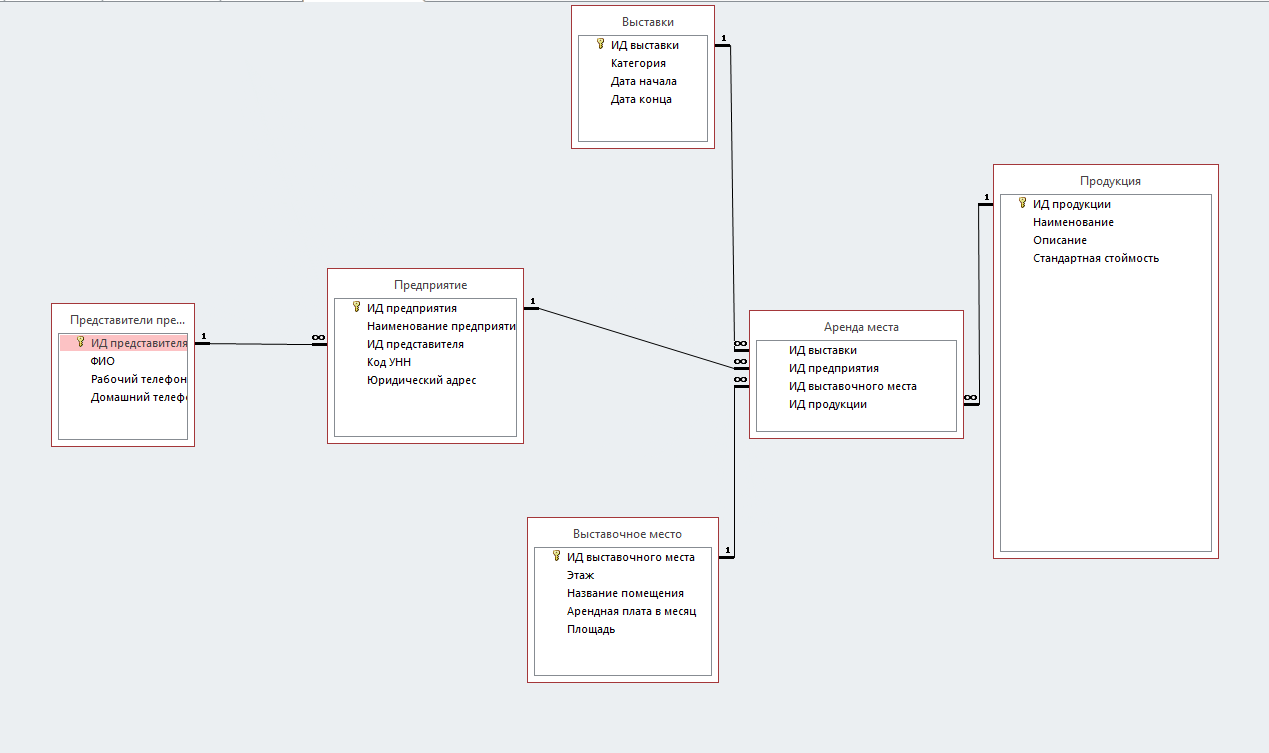 Выставки
ИД выставки
Категория
Дата начала
Дата конца
1
Продукция
ИД продукции
Наименование
Описание
Стандартная стоймость
1
Представители пре...
ИД представителя
ФИО
Рабочий телефон
Домашний телеф
1
∞
Предприятие
ИД предприятия
Наименование предприяти
ИД представителя
Код УНН
Юридический адрес
1
Аренда места
ИД выставки
ИД предприятия
ИД выставочного места
ИД продукции
∞
∞
∞
∞
Выставочное место
ИД выставочного места
Этаж
Название помещения
Арендная плата в месяц
Площадь
1